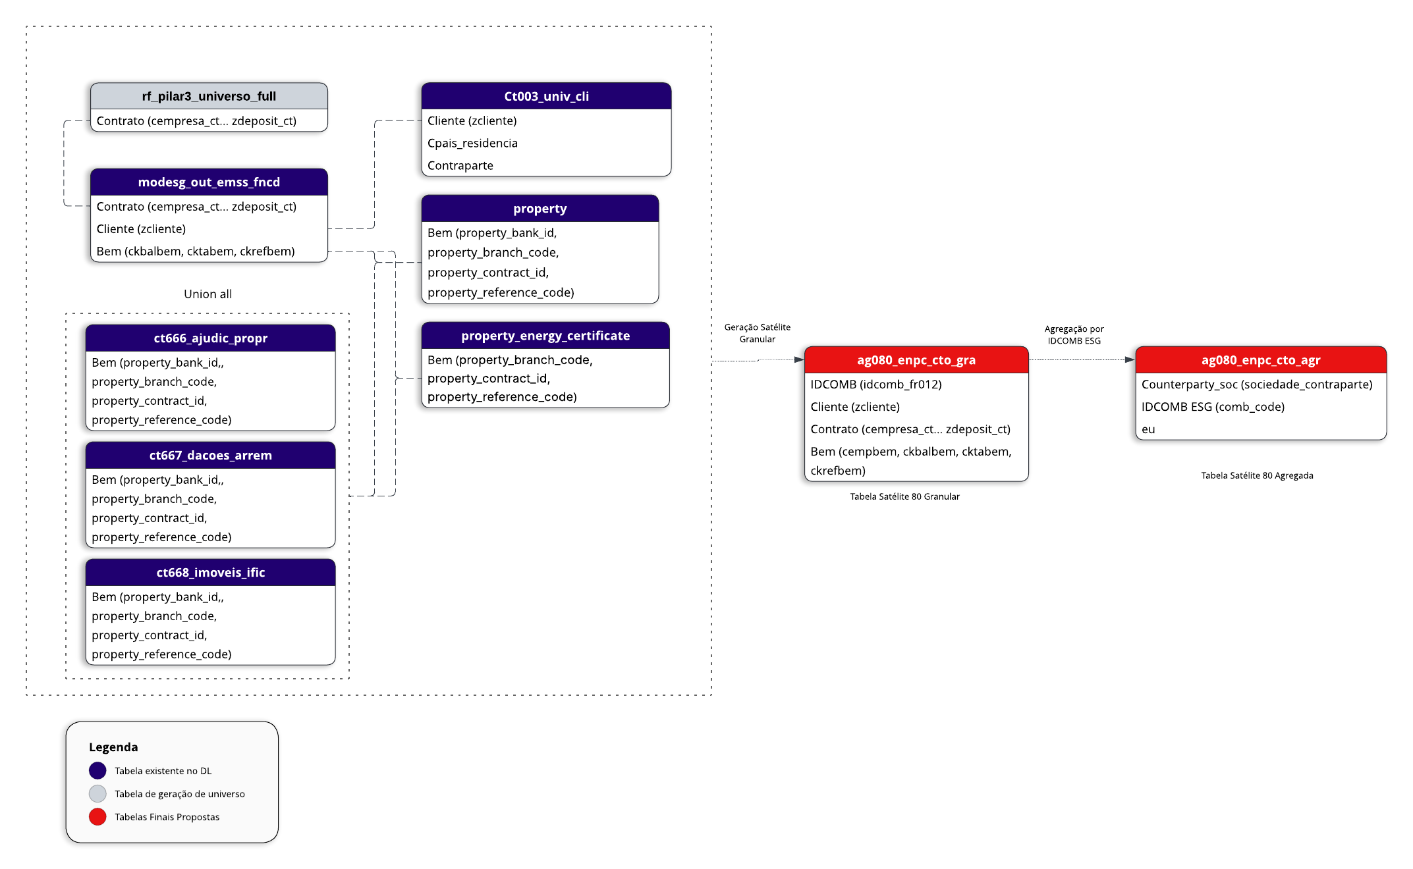 rf_pilar3_universo_full
Contrato (cempresa_ct... zdeposit_ct)
modesg_out_emss_fncd
Contrato (cempresa_ct... zdeposit_ct)
Cliente (zcliente)
Bem (ckbalbem, cktabem, ckrefbem)
Union all
ct666_ajudic_propr
Bem (property_bank_id,,
property_branch_code,
property_contract_id,
property_reference_code)
ct667_dacoes_arrem
Bem (property_bank_id,,
property_branch_code,
property_contract_id,
property_reference_code)
ct668_imoveis_ific
Bem (property_bank_id,,
property_branch_code,
property_contract_id,
property_reference_code)
Ct003_univ_cli
Cliente (zcliente)
Cpais_residencia
Contraparte
property
Bem (property_bank_id,
property_branch_code,
property_contract_id,
property_reference_code)
property_energy_certificate
Bem (property_branch_code,
property_contract_id,
property_reference_code)
Geração Satélite
Granular
ag080_enpc_cto_gra
IDCOMB (idcomb_fr012)
Cliente (zcliente)
Contrato (cempresa_ct... zdeposit_ct)
Bem (cempbem, ckbalbem, cktabem,
ckrefbem)
Tabela Satélite 80 Granular
Agregação por
IDCOMB ESG
ag080_enpc_cto_agr
Counterparty_soc (sociedade_contraparte)
IDCOMB ESG (comb_code)
eu
Tabela Satélite 80 Agregada
Legenda
Tabela existente no DL
Tabela de geração de universo
Tabelas Finais Propostas